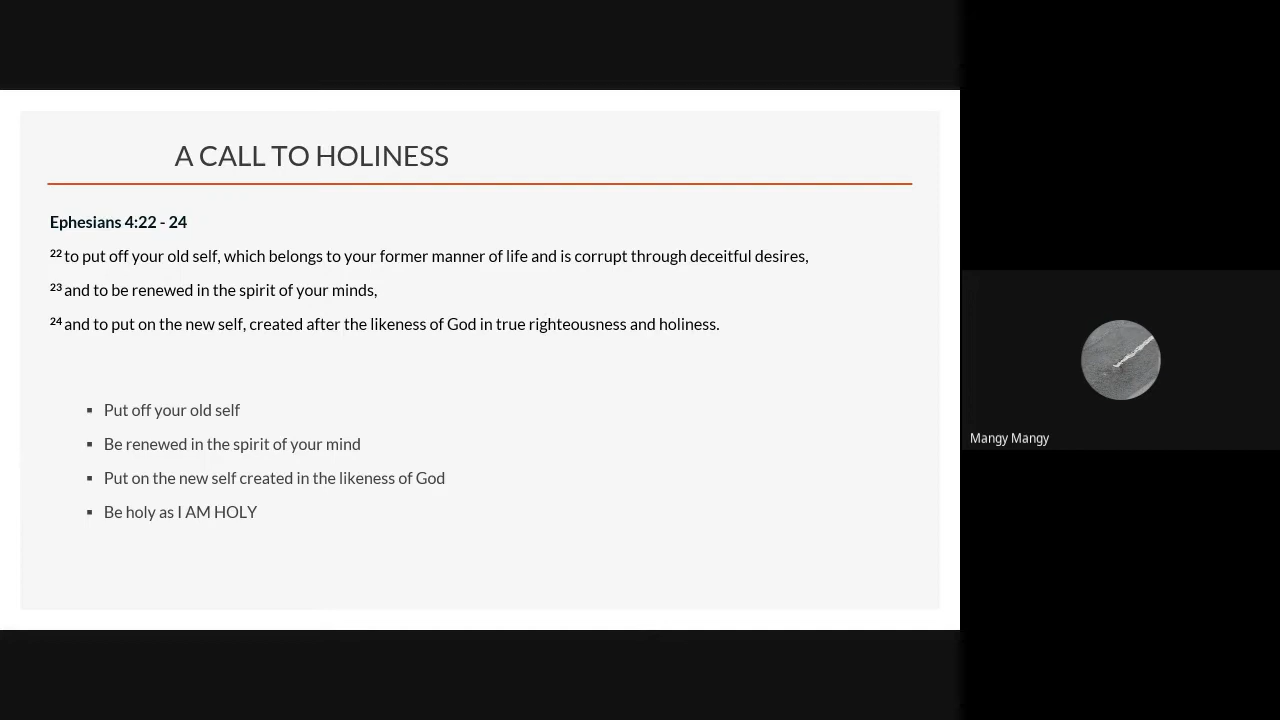 A CALL TO HOLINESS
Ephesians 4:22 - 24
²² to put off your old self, which belongs to your former manner of life and is corrupt through deceitful desires,
²³ and to be renewed in the spirit of your minds,
²⁴ and to put on the new self, created after the likeness of God in true righteousness and holiness.
▪ Put off your old self
▪ Be renewed in the spirit of your mind
▪ Put on the new self created in the likeness of God
▪ Be holy as I AM HOLY
Mangy Mangy